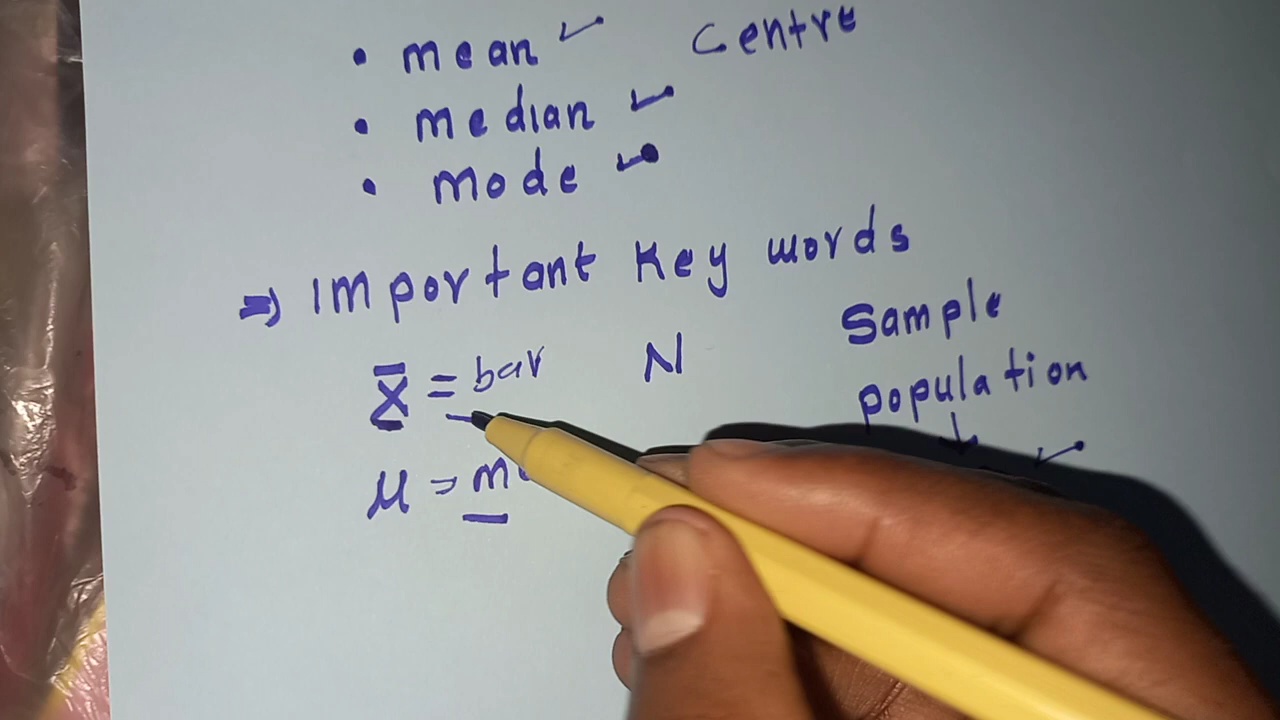 • mean ✓ Centre
• median ✓
• mode ✓
⇒ Important Key words
x̄ = bar N Sample
population
μ =